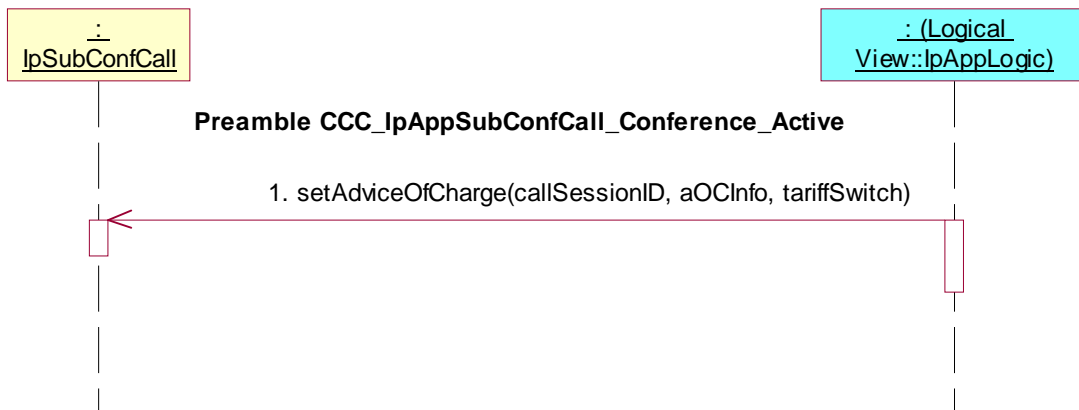 :
IpSubConfCall
: (Logical
View::IpAppLogic)
Preamble CCC_IpAppSubConfCall_Conference_Active
1. setAdviceOfCharge(callSessionID, aOCInfo, tariffSwitch)